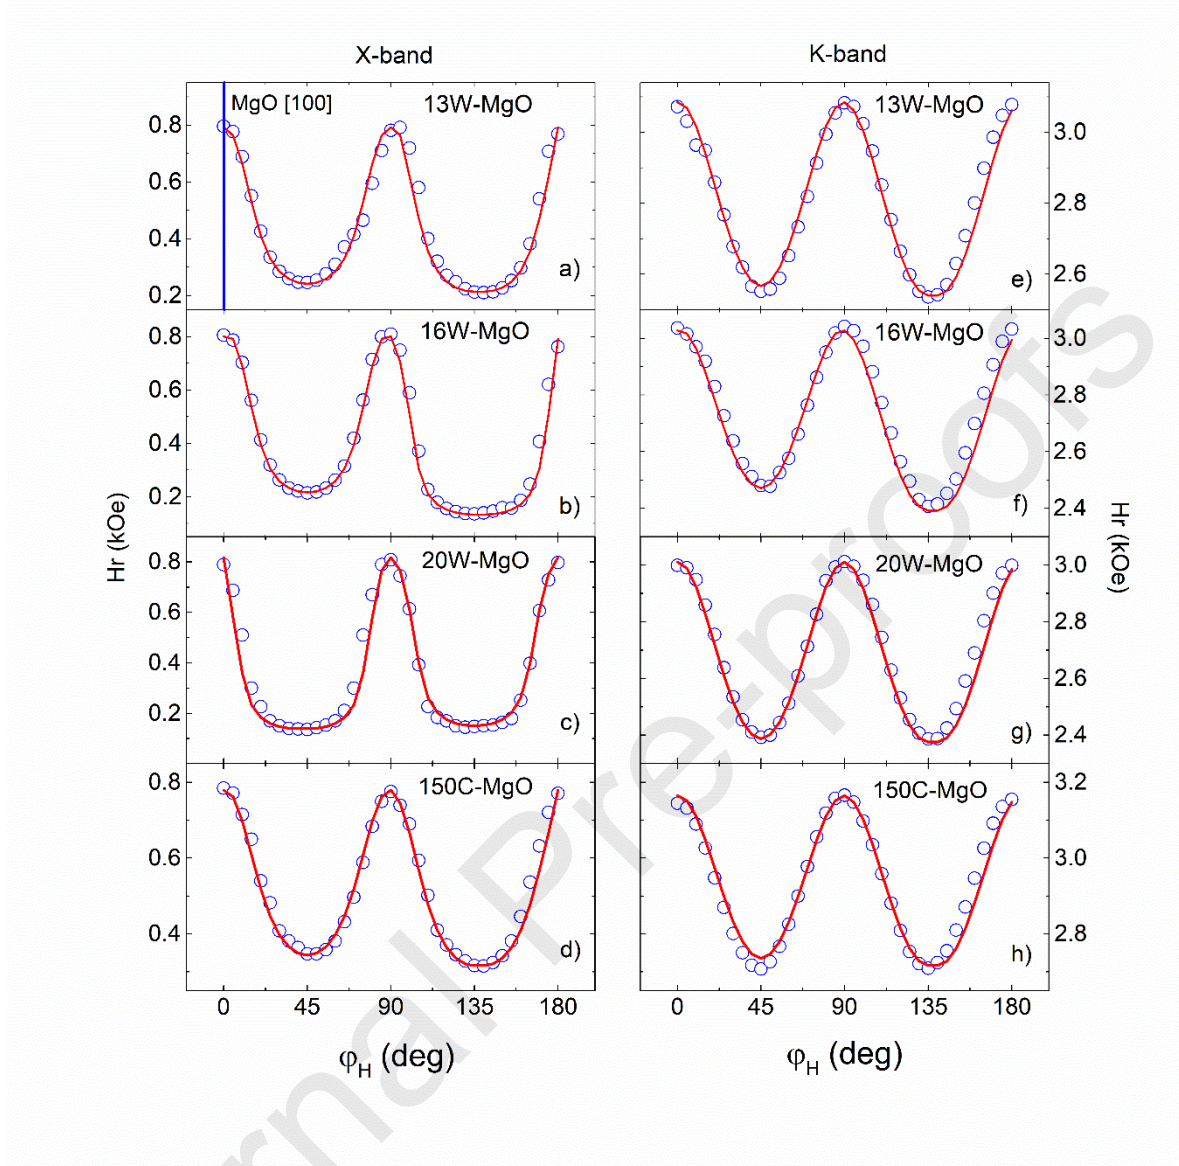 X-band
K-band
MgO [100]
13W-MgO
a)
0.8
0.6
0.4
0.2
16W-MgO
b)
0.8
0.6
0.4
0.2
20W-MgO
c)
0.8
0.6
0.4
0.2
150C-MgO
d)
0.8
0.6
0.4
Hr (kOe)
0 45 90 135 180
φH (deg)
13W-MgO
e)
3.0
2.8
2.6
16W-MgO
f)
3.0
2.8
2.6
2.4
20W-MgO
g)
3.0
2.8
2.6
2.4
150C-MgO
h)
3.2
3.0
2.8
Hr (kOe)
0 45 90 135 180
φH (deg)
rnal Pre-proofs